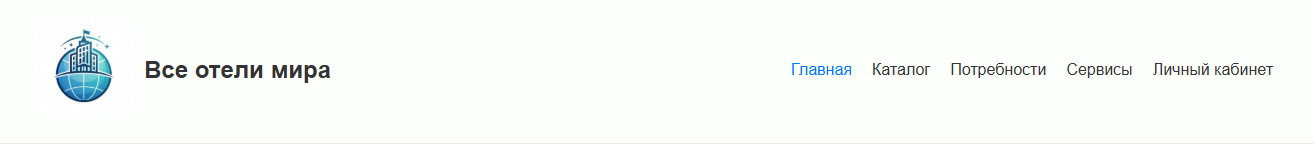 Все отели мира
Главная Каталог Потребности Сервисы Личный кабинет